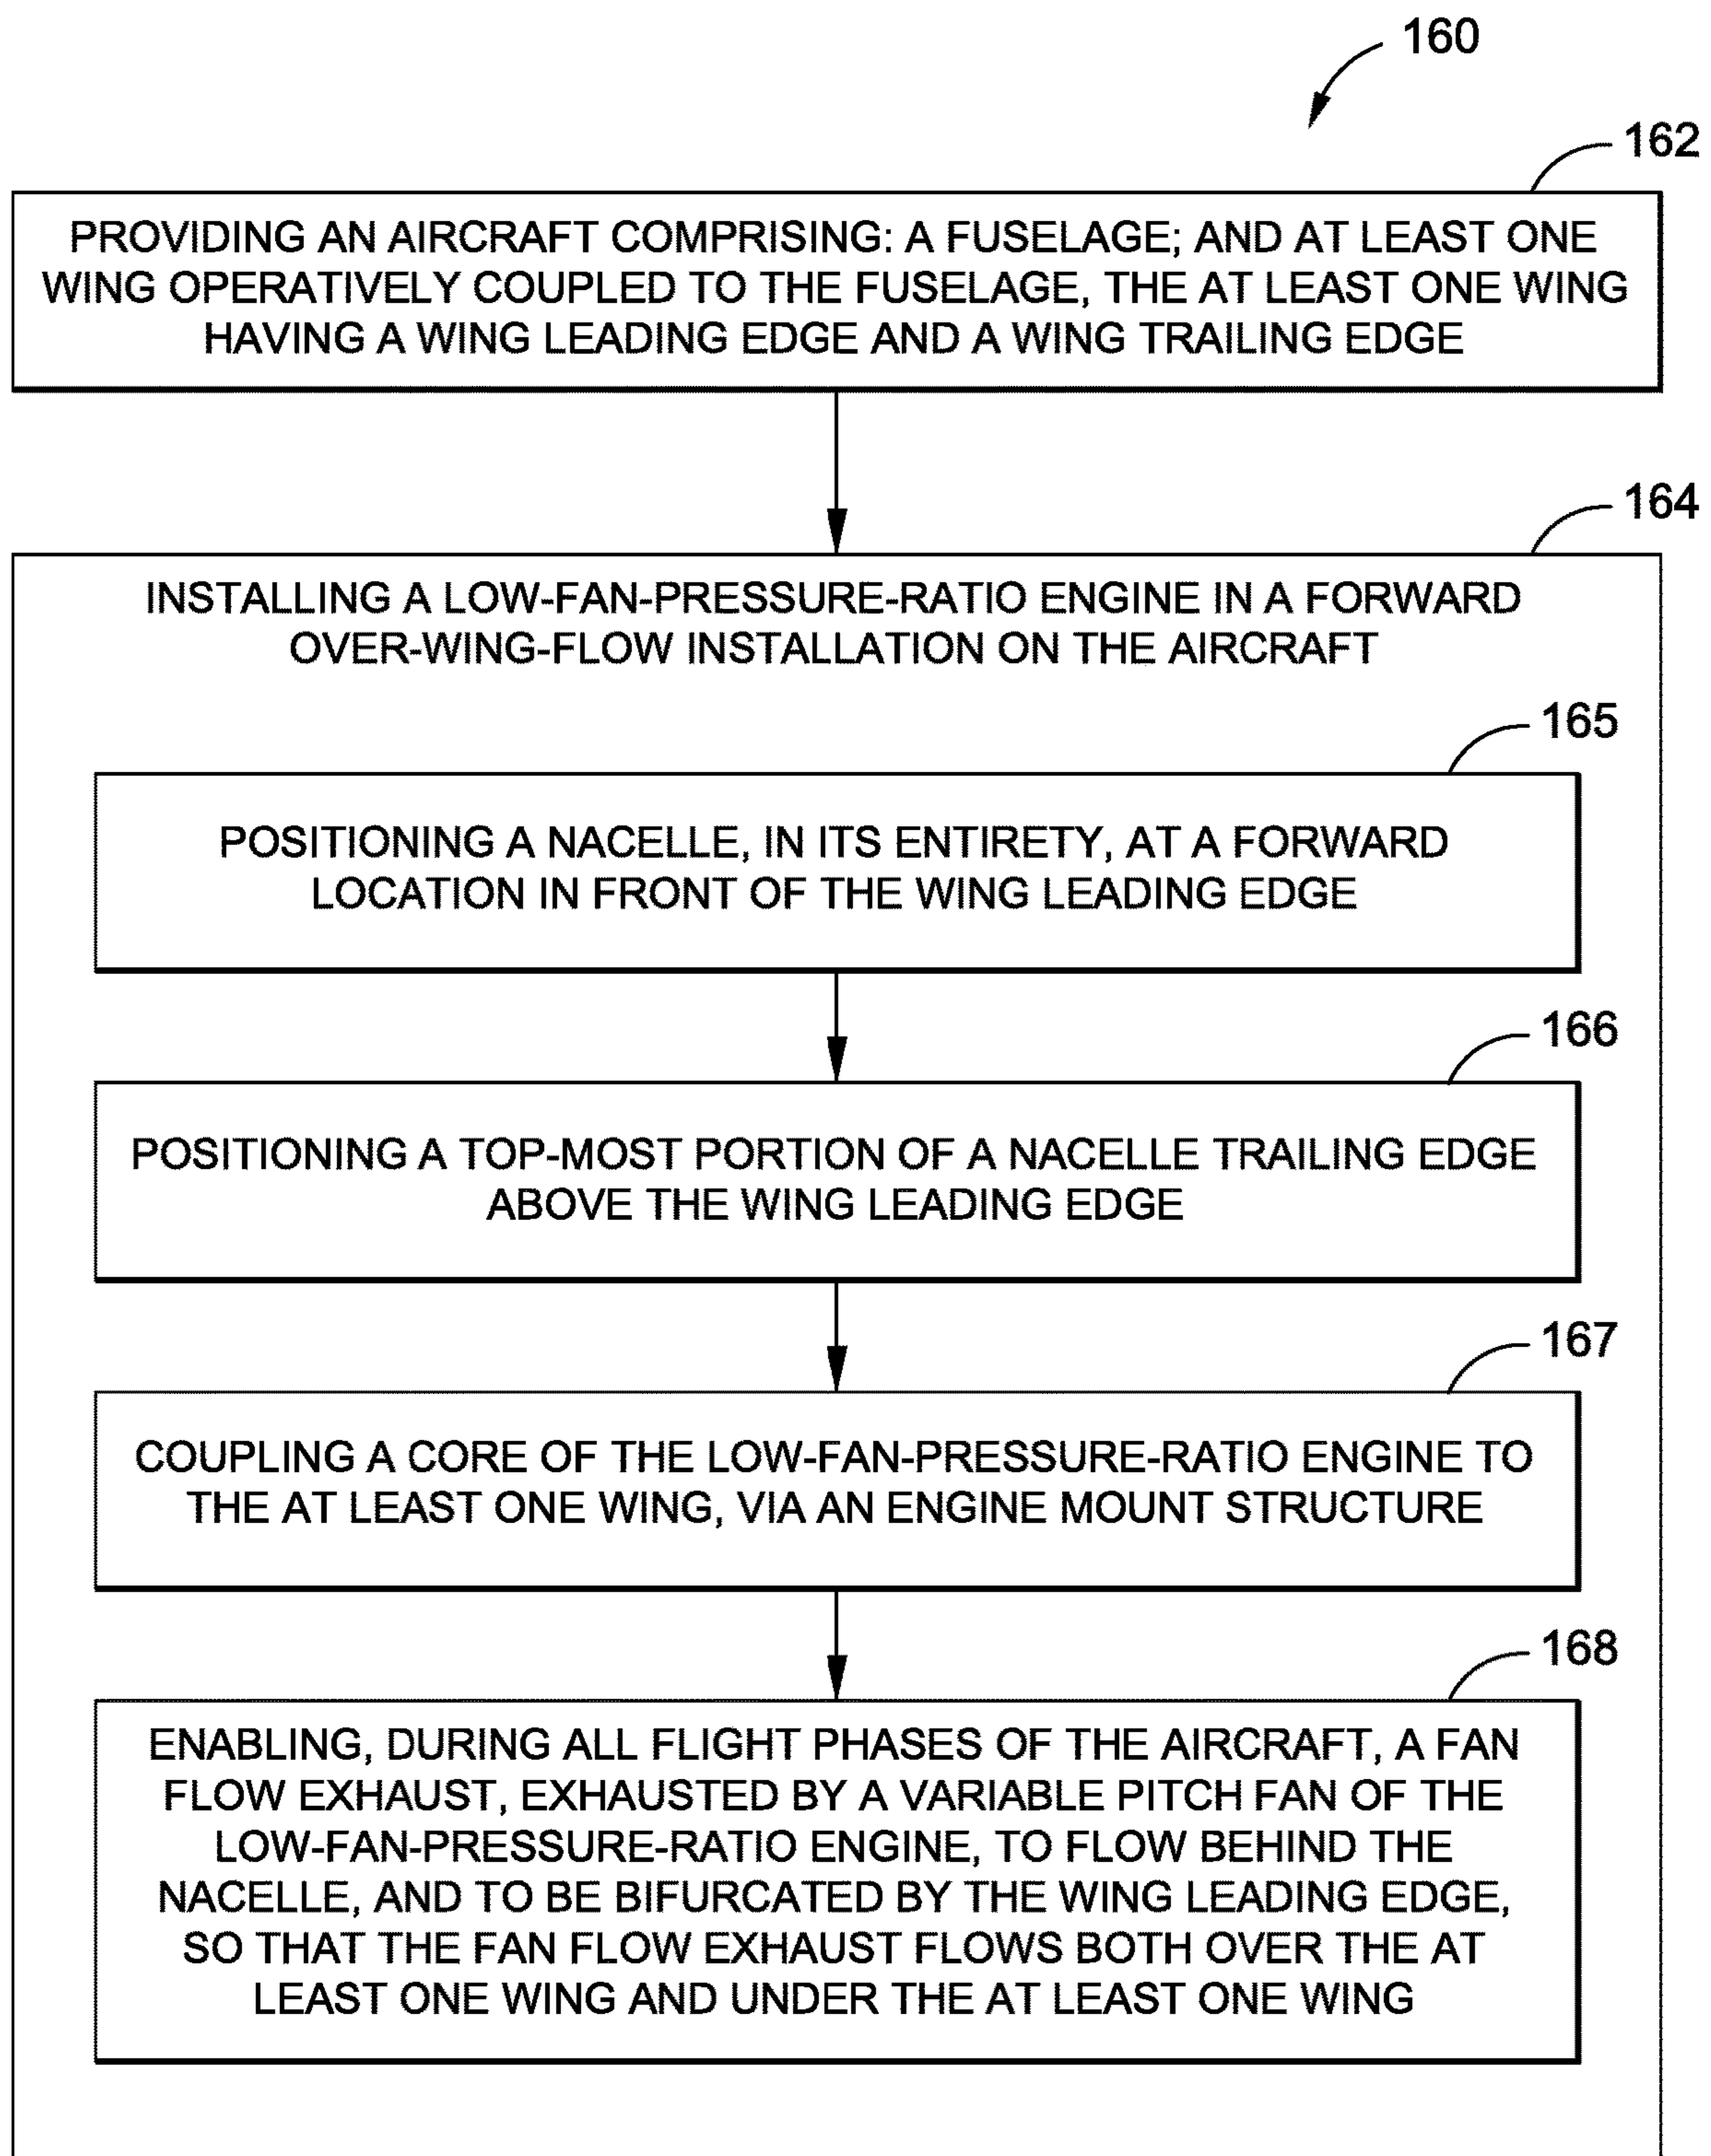 160
162
PROVIDING AN AIRCRAFT COMPRISING: A FUSELAGE; AND AT LEAST ONE
WING OPERATIVELY COUPLED TO THE FUSELAGE, THE AT LEAST ONE WING
HAVING A WING LEADING EDGE AND A WING TRAILING EDGE
164
INSTALLING A LOW-FAN-PRESSURE-RATIO ENGINE IN A FORWARD
OVER-WING-FLOW INSTALLATION ON THE AIRCRAFT
165
POSITIONING A NACELLE, IN ITS ENTIRETY, AT A FORWARD
LOCATION IN FRONT OF THE WING LEADING EDGE
166
POSITIONING A TOP-MOST PORTION OF A NACELLE TRAILING EDGE
ABOVE THE WING LEADING EDGE
167
COUPLING A CORE OF THE LOW-FAN-PRESSURE-RATIO ENGINE TO
THE AT LEAST ONE WING, VIA AN ENGINE MOUNT STRUCTURE
168
ENABLING, DURING ALL FLIGHT PHASES OF THE AIRCRAFT, A FAN
FLOW EXHAUST, EXHAUSTED BY A VARIABLE PITCH FAN OF THE
LOW-FAN-PRESSURE-RATIO ENGINE, TO FLOW BEHIND THE
NACELLE, AND TO BE BIFURCATED BY THE WING LEADING EDGE,
SO THAT THE FAN FLOW EXHAUST FLOWS BOTH OVER THE AT
LEAST ONE WING AND UNDER THE AT LEAST ONE WING